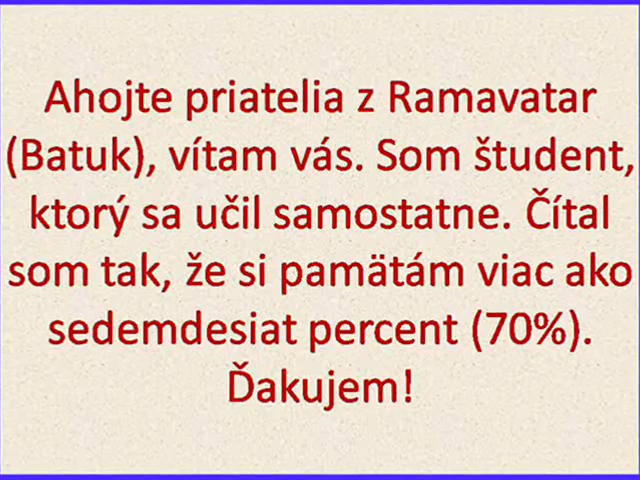 Ahojte priatelia z Ramavatar
(Batuk), vítam vás. Som študent,
ktorý sa učil samostatne. Čítal
som tak, že si pamätám viac ako
sedemdesiat percent (70%).
Ďakujem!